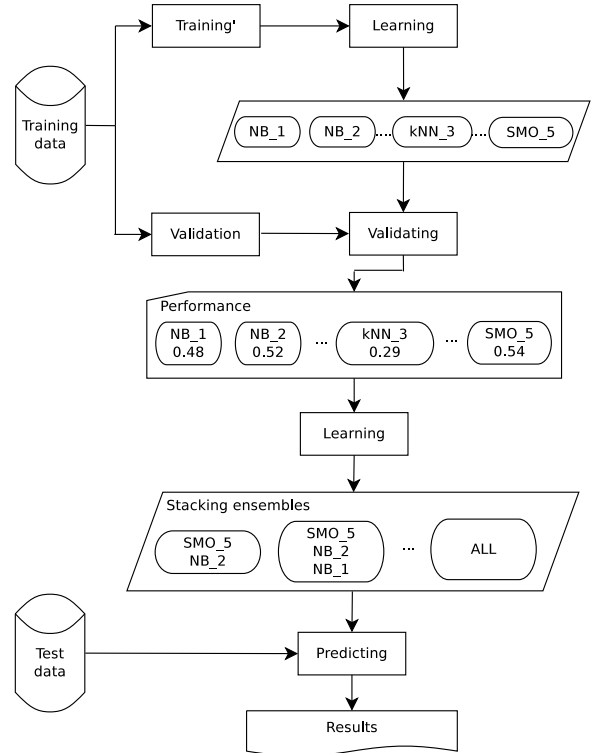 Training'
Learning
Training
data
NB_1
NB_2
....
kNN_3
....
SMO_5
Validation
Validating
Performance
NB_1
0.48
NB_2
0.52
...
kNN_3
0.29
...
SMO_5
0.54
Learning
Stacking ensembles
SMO_5
NB_2
SMO_5
NB_2
NB_1
...
ALL
Test
data
Predicting
Results